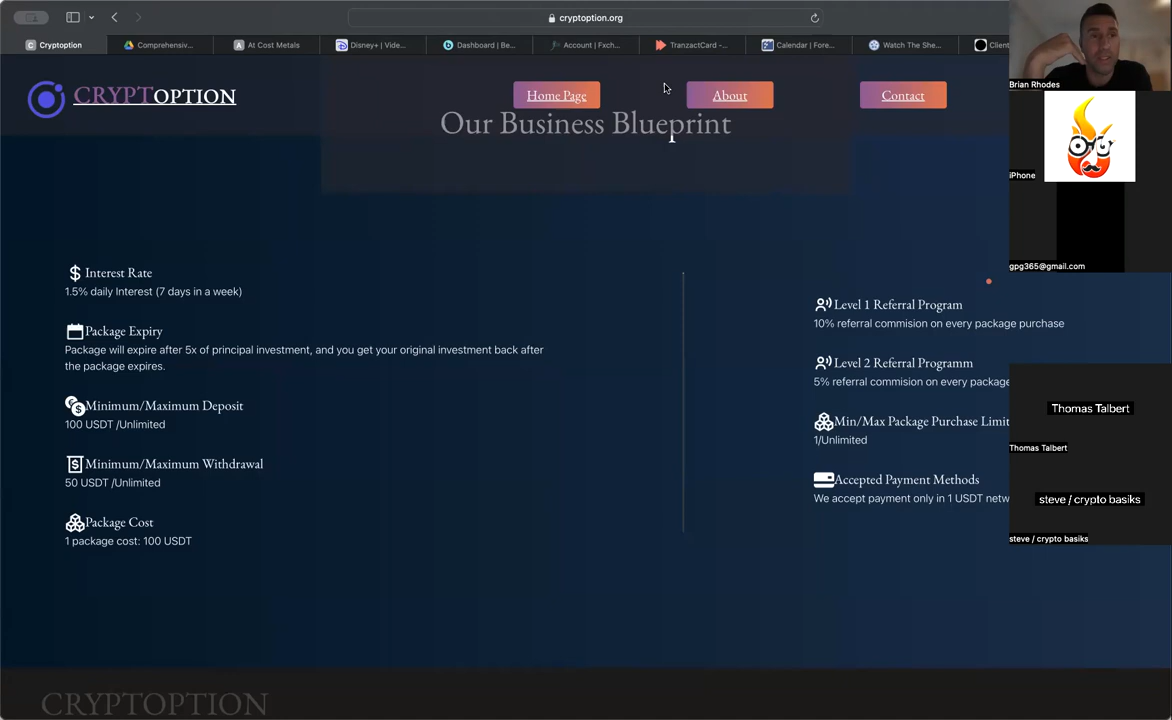 cryptoption.org
C Cryptoption
Comprehensiv...
A At Cost Metals
Disney+ | Vide...
Dashboard | Be...
Account | Fxch...
TranzactCard -...
Calendar | Fore...
Watch The She...
Client
CRYPTOPTION
Home Page
About
Contact
Our Business Blueprint
Interest Rate
1.5% daily Interest (7 days in a week)
Package Expiry
Package will expire after 5x of principal investment, and you get your original investment back after
the package expires.
Minimum/Maximum Deposit
100 USDT /Unlimited
Minimum/Maximum Withdrawal
50 USDT /Unlimited
Package Cost
1 package cost: 100 USDT
Level 1 Referral Program
10% referral commision on every package purchase
Level 2 Referral Programm
5% referral commision on every package
Min/Max Package Purchase Limit
1/Unlimited
Accepted Payment Methods
We accept payment only in 1 USDT netw
CRYPTOPTION
Brian Rhodes
iPhone
gpg365@gmail.com
Thomas Talbert
Thomas Talbert
steve / crypto basiks
steve / crypto basiks